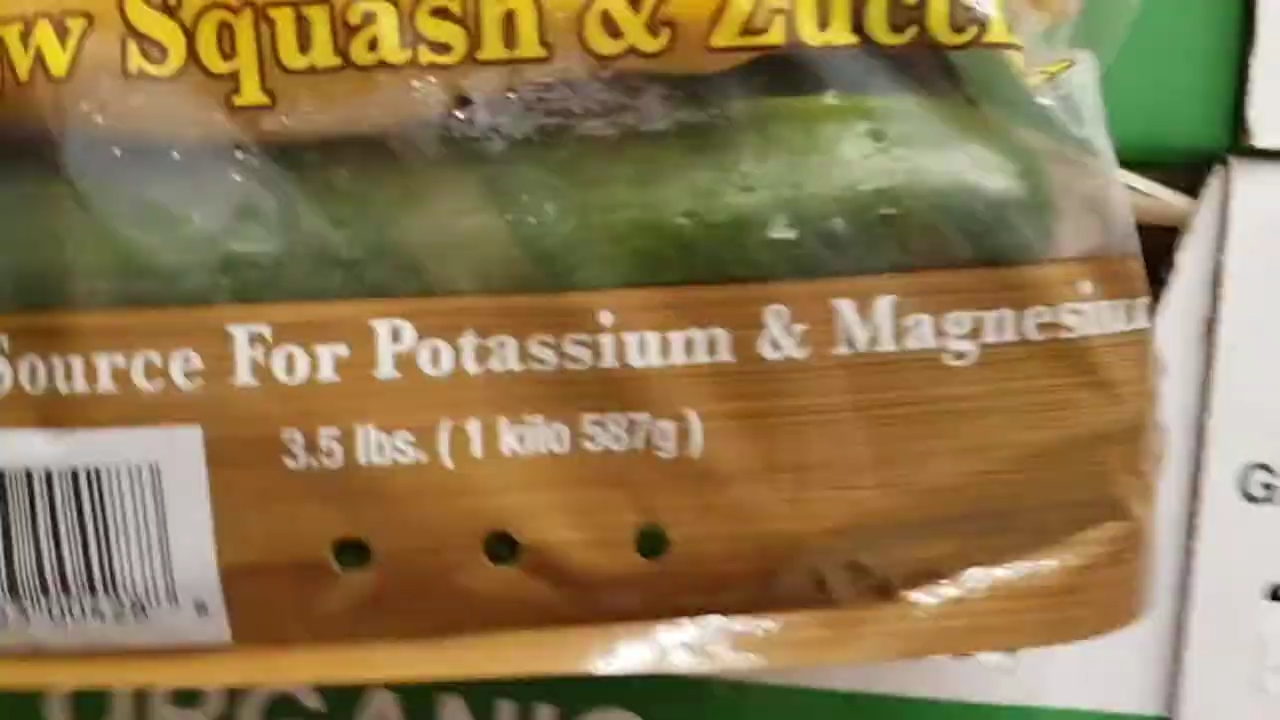 w Squash & Zucc
Source For Potassium & Magnesium
3.5 lbs. ( 1 kilo 587g )
ORGANIC
G